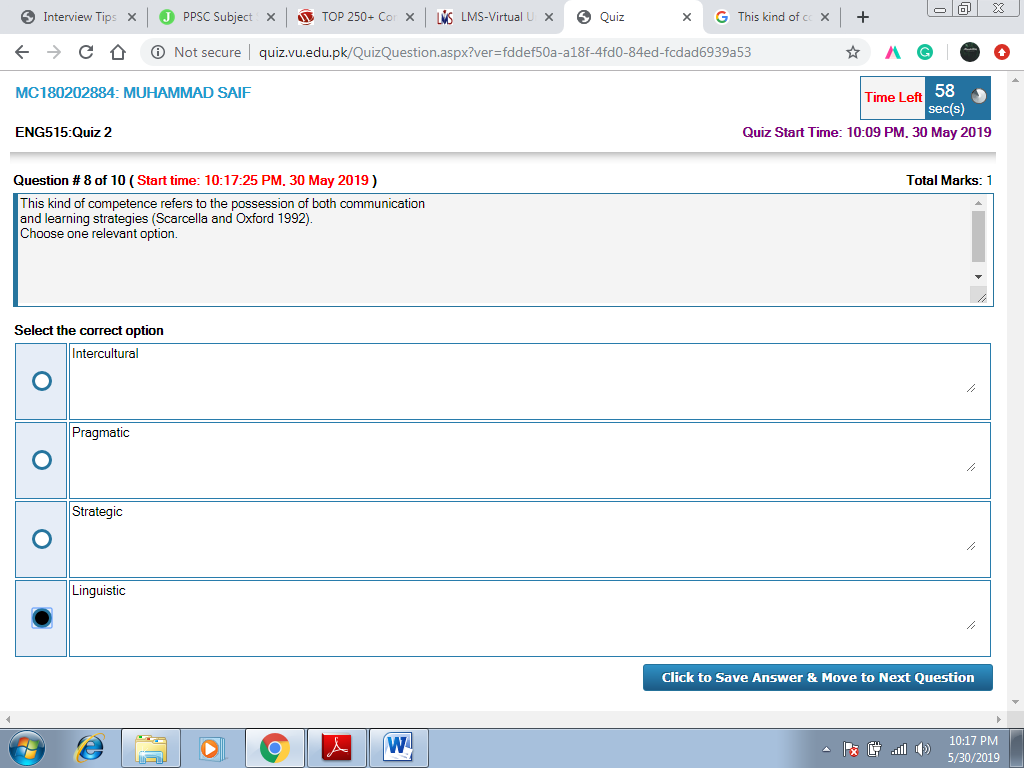 Interview Tips
PPSC Subject
TOP 250+ Co
LMS-Virtual U
Quiz
This kind of c
Not secure
quiz.vu.edu.pk/QuizQuestion.aspx?ver=fddef50a-a18f-4fd0-84ed-fcdad6939a53
MC180202884: MUHAMMAD SAIF
Time Left 58
sec(s)
ENG515:Quiz 2
Quiz Start Time: 10:09 PM, 30 May 2019
Question # 8 of 10 ( Start time: 10:17:25 PM, 30 May 2019 )
Total Marks: 1
This kind of competence refers to the possession of both communication
and learning strategies (Scarcella and Oxford 1992).
Choose one relevant option.
Select the correct option
Intercultural
Pragmatic
Strategic
Linguistic
Click to Save Answer & Move to Next Question
10:17 PM
5/30/2019